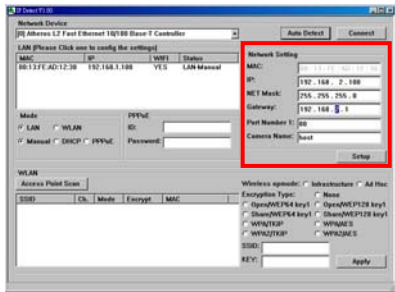 IP Detect V1.00
Network Device
[0] Atheros L2 Fast Ethernet 10/100 Base-T Controller
Auto Detect
Connect
LAN (Please Click one to config the settings)
MAC IP WIFI Status
00:13:FE:AD:12:30 192.168.1.108 YES LAN-Manual
Network Setting
MAC:
IP: 192.168. 2.100
NET Mask: 255.255.255.0
Gateway: 192.168.2.1
Port Number 1: 80
Camera Name: host
Setup
Mode
LAN WLAN
Manual DHCP PPPoE
PPPoE
ID:
Password:
WLAN
Access Point Scan
SSID Ch. Mode Encrypt MAC
Wireless opmode: Infrastructure Ad Hoc
Encryption Type: None
Open/WEP64 key1 Open/WEP128 key1
Share/WEP64 key1 Share/WEP128 key1
WPA/TKIP WPA/AES
WPA2/TKIP WPA2/AES
SSID:
KEY:
Apply